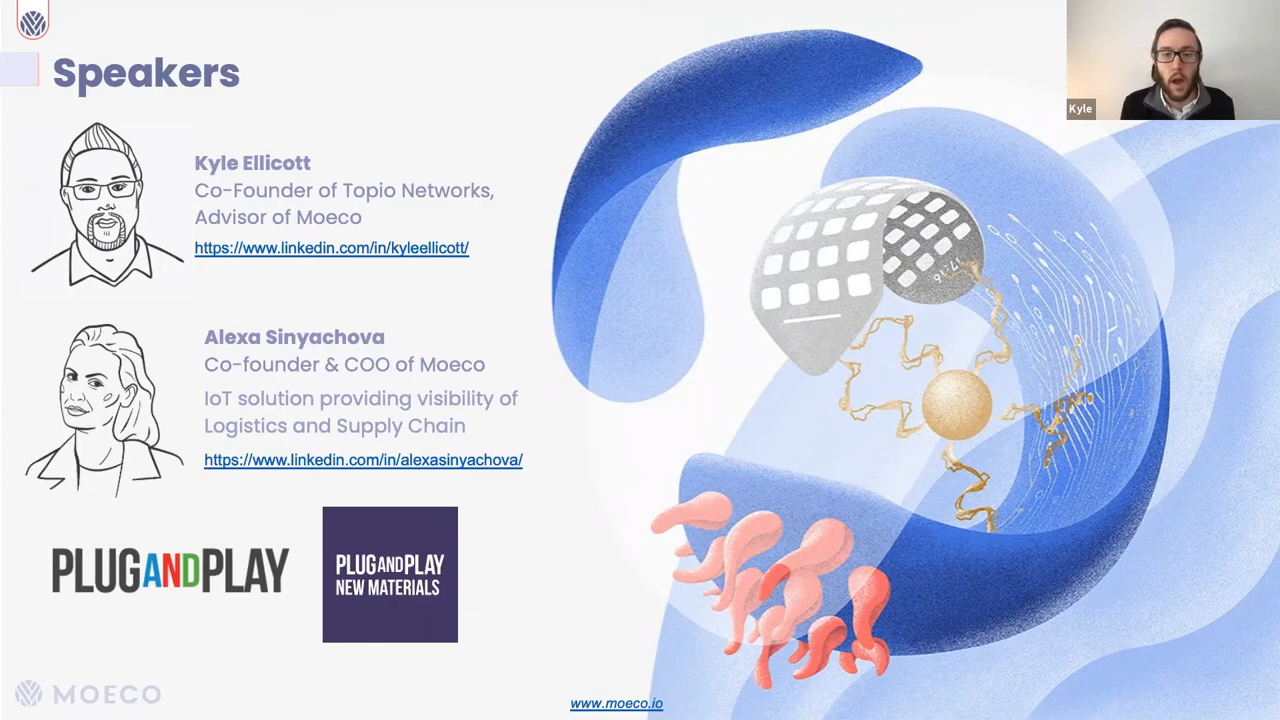 Speakers
Kyle Ellicott
Co-Founder of Topio Networks,
Advisor of Moeco
https://www.linkedin.com/in/kyleellicott/
Alexa Sinyachova
Co-founder & COO of Moeco
IoT solution providing visibility of
Logistics and Supply Chain
https://www.linkedin.com/in/alexasinyachova/
PLUGANDPLAY
PLUGANDPLAY
NEW MATERIALS
MOECO
www.moeco.io
Kyle
17:16